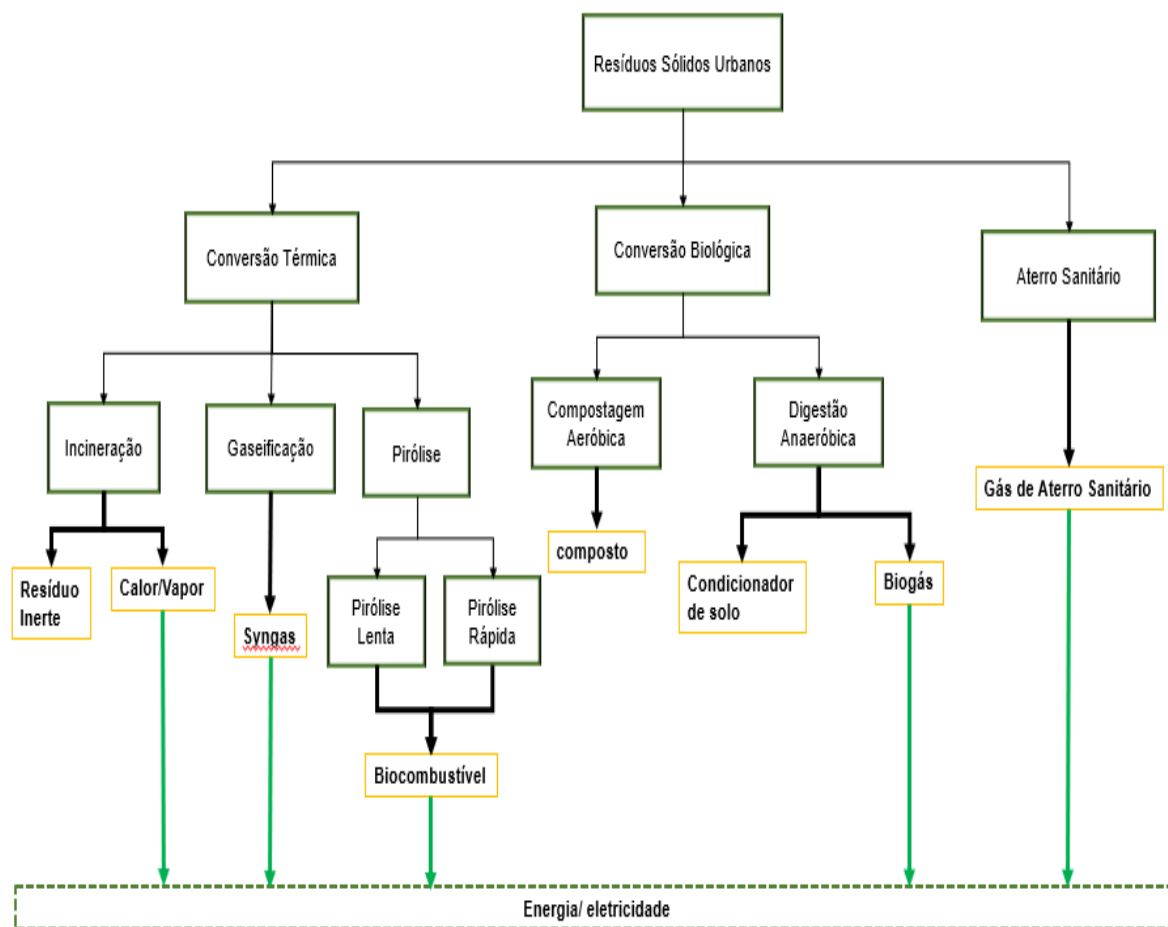 Resíduos Sólidos Urbanos
Conversão Térmica
Conversão Biológica
Aterro Sanitário
Incineração
Gaseificação
Pirólise
Compostagem
Aeróbica
Digestão
Anaeróbica
Resíduo
Inerte
Calor/Vapor
Syngas
Pirólise
Lenta
Pirólise
Rápida
Biocombustível
composto
Condicionador
de solo
Biogás
Gás de Aterro Sanitário
Energia/ eletricidade